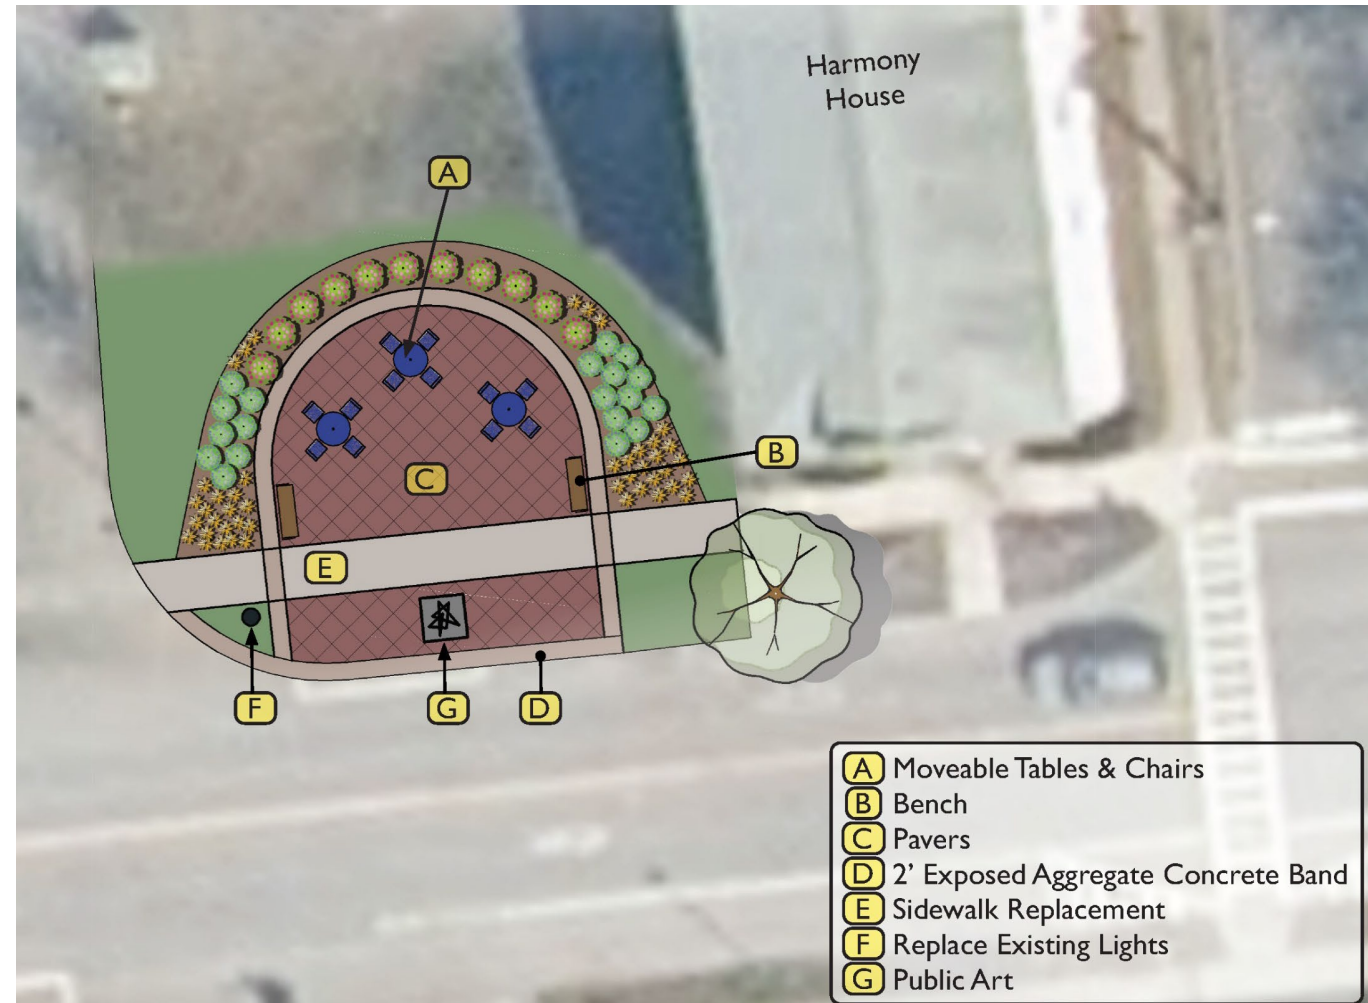 Harmony
House
A
B
C
E
F
G
D
A Moveable Tables & Chairs
B Bench
C Pavers
D 2’ Exposed Aggregate Concrete Band
E Sidewalk Replacement
F Replace Existing Lights
G Public Art